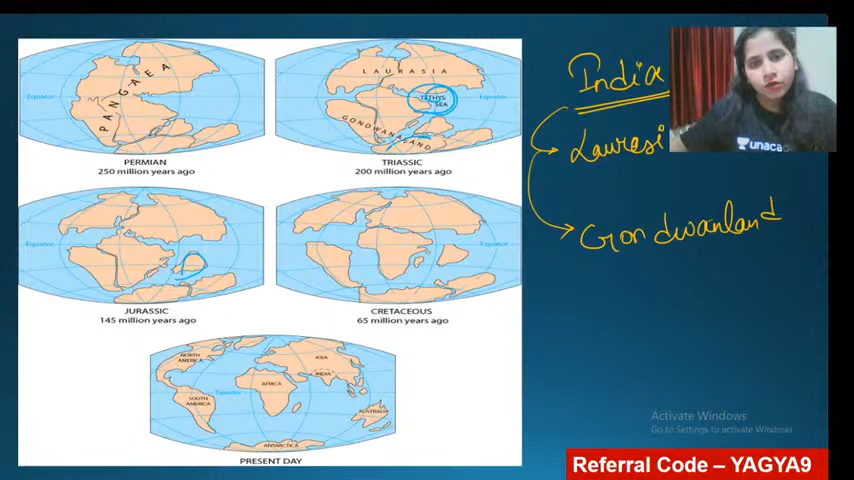 PANGAEA
Equator
PERMIAN
250 million years ago
LAURASIA
TETHYS
SEA
Equator
GONDWANALAND
TRIASSIC
200 million years ago
Equator
JURASSIC
145 million years ago
Equator
CRETACEOUS
65 million years ago
NORTH
AMERICA
ASIA
INDIA
AFRICA
Equator
SOUTH
AMERICA
AUSTRALIA
ANTARCTICA
PRESENT DAY
India
Laurasi
Gondwanland
unaca
Activate Windows
Go to Settings to activate Windows
Referral Code – YAGYA9